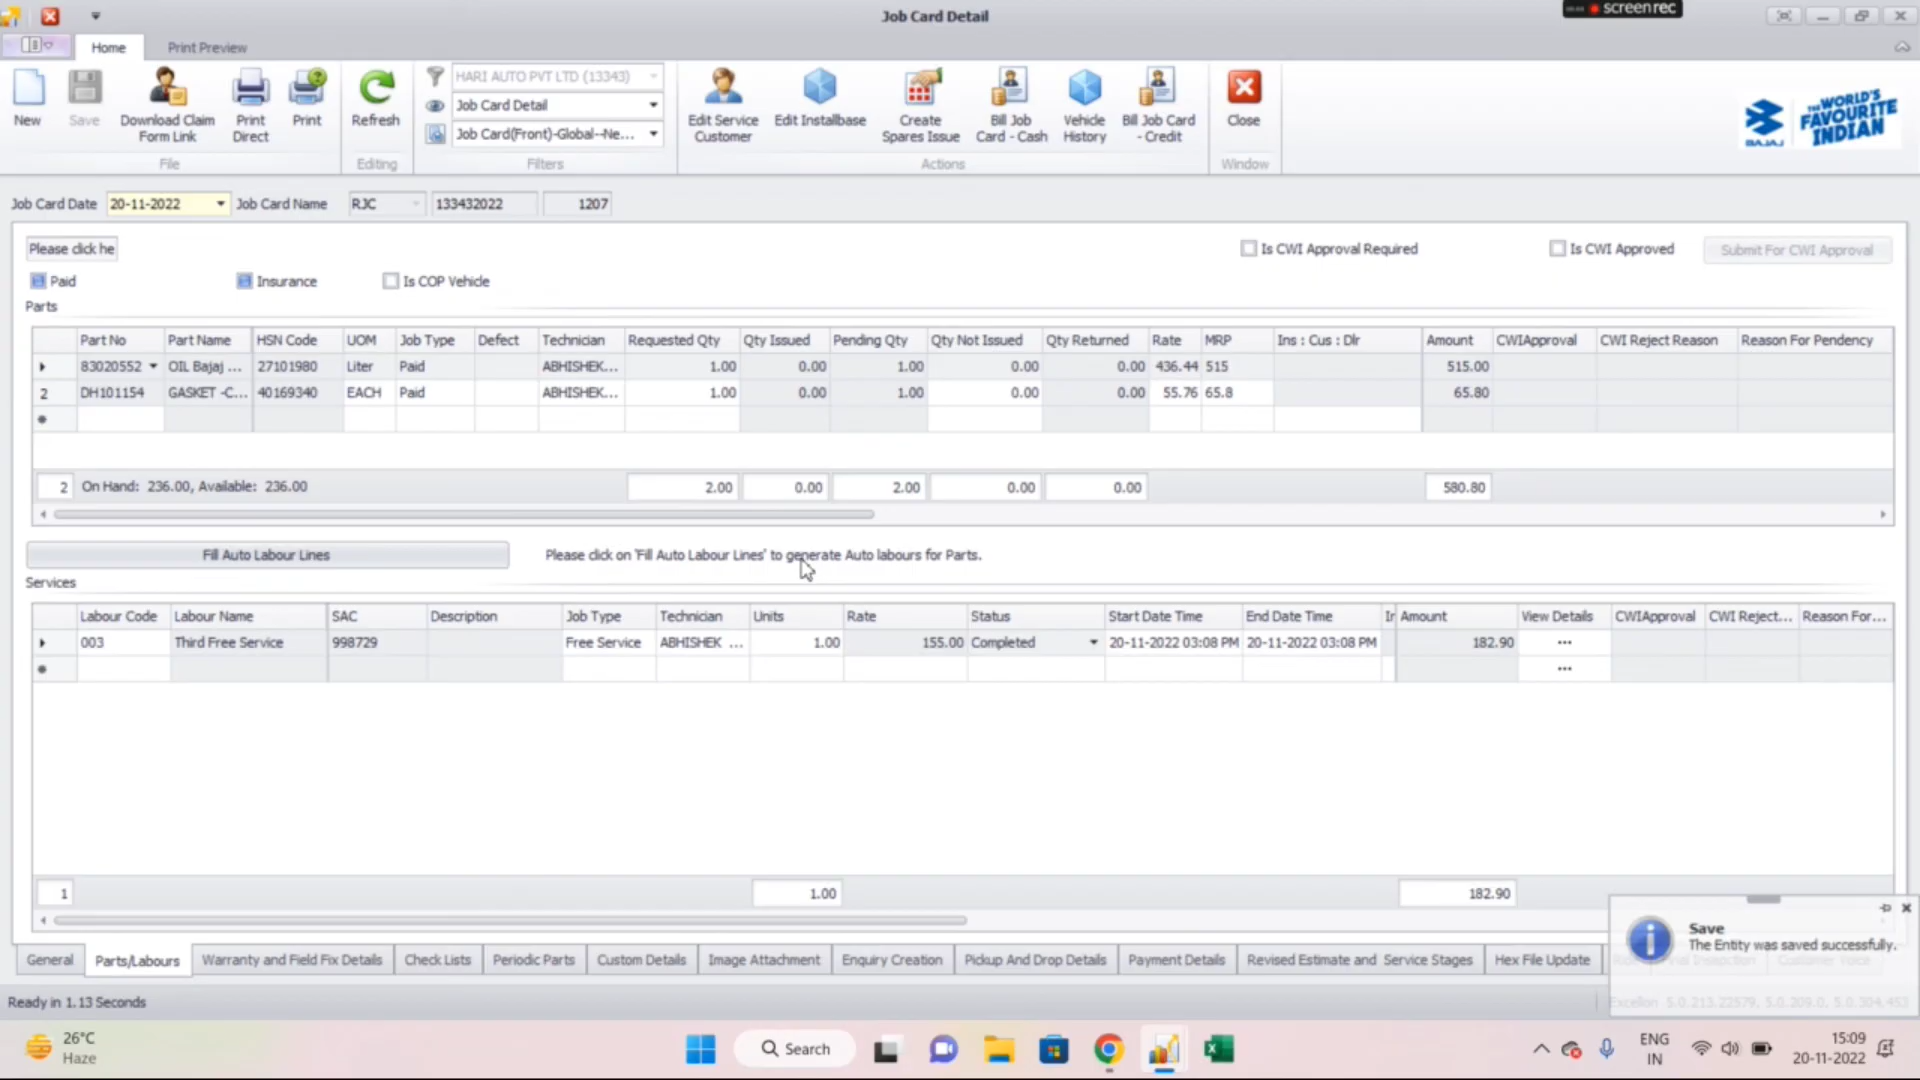 Job Card Detail
screenrec
Home Print Preview
New
Save
Download Claim Form Link
Print Direct
Print
File
Refresh
Editing
HARI AUTO PVT LTD (13343)
Job Card Detail
Job Card(Front)-Global--Ne...
Filters
Edit Service Customer
Edit Installbase
Create Spares Issue
Bill Job Card - Cash
Vehicle History
Bill Job Card - Credit
Actions
Close
Window
BAJAJ
THE WORLD'S
FAVOURITE
INDIAN
Job Card Date 20-11-2022 Job Card Name RJC 133432022 1207
Please click he
Is CWI Approval Required Is CWI Approved Submit For CWI Approval
Paid Insurance Is COP Vehicle
Parts
Part No Part Name HSN Code UOM Job Type Defect Technician Requested Qty Qty Issued Pending Qty Qty Not Issued Qty Returned Rate MRP Ins : Cus : Dlr Amount CWIApproval CWI Reject Reason Reason For Pendency
83020552 OIL Bajaj ... 27101980 Liter Paid ABHISHEK... 1.00 0.00 1.00 0.00 0.00 436.44 515 515.00
2 DH101154 GASKET -C... 40169340 EACH Paid ABHISHEK... 1.00 0.00 1.00 0.00 0.00 55.76 65.8 65.80
2 On Hand: 236.00, Available: 236.00 2.00 0.00 2.00 0.00 0.00 580.80
Fill Auto Labour Lines Please click on 'Fill Auto Labour Lines' to generate Auto labours for Parts.
Services
Labour Code Labour Name SAC Description Job Type Technician Units Rate Status Start Date Time End Date Time Ir Amount View Details CWIApproval CWI Reject... Reason For...
003 Third Free Service 998729 Free Service ABHISHEK ... 1.00 155.00 Completed 20-11-2022 03:08 PM 20-11-2022 03:08 PM 182.90 ...
...
1 1.00 182.90
Save
The Entity was saved successfully.
General Parts/Labours Warranty and Field Fix Details Check Lists Periodic Parts Custom Details Image Attachment Enquiry Creation Pickup And Drop Details Payment Details Revised Estimate and Service Stages Hex File Update
Ready in 1.13 Seconds
Excellon 5.0.213.22579, 5.0.209.0, 5.0.304.453
26°C
Haze
Search
ENG
IN
15:09
20-11-2022